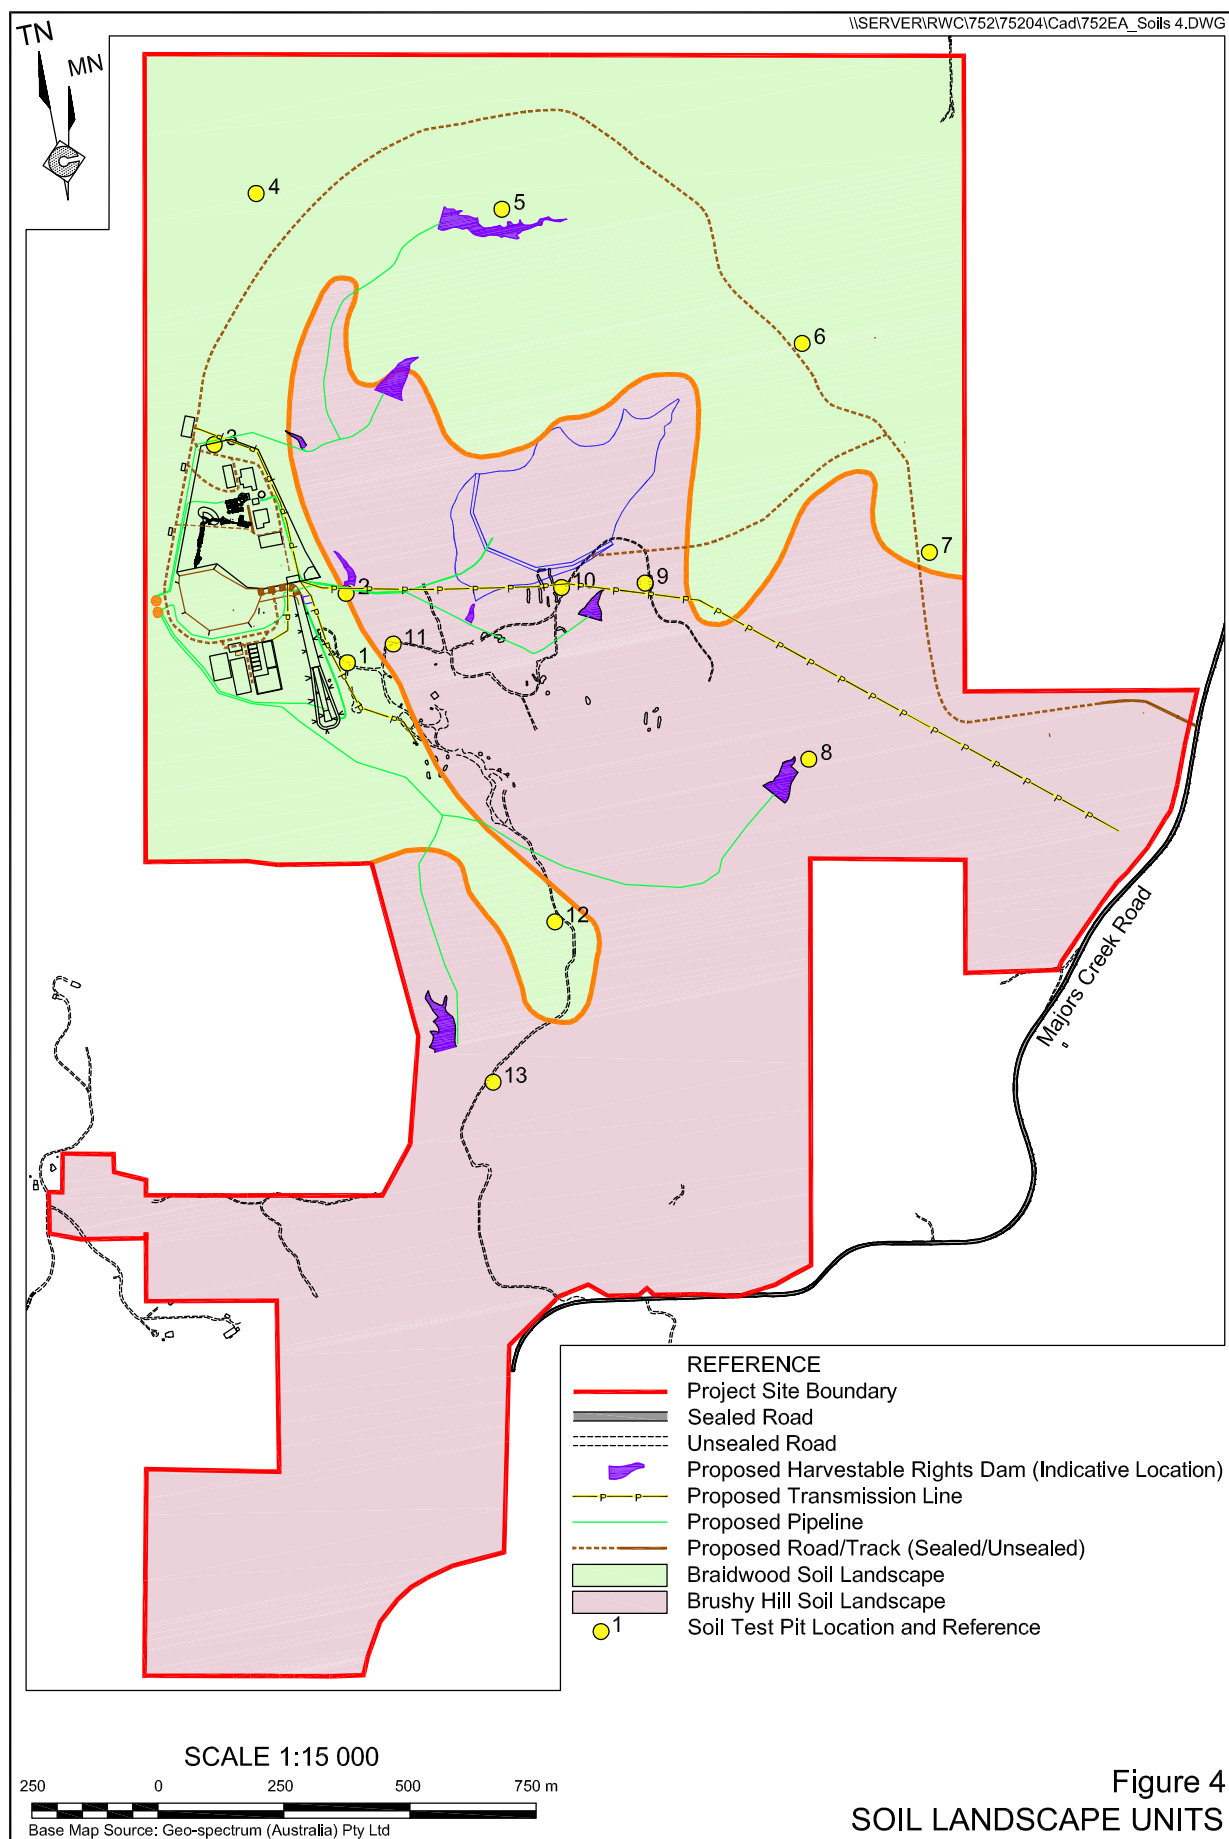 \\SERVER\RWC\752\75204\Cad\752EA_Soils 4.DWG
TN
MN
4
5
6
3
7
2
10
9
11
1
8
12
13
Majors Creek Road
REFERENCE
Project Site Boundary
Sealed Road
Unsealed Road
Proposed Harvestable Rights Dam (Indicative Location)
P P
Proposed Transmission Line
Proposed Pipeline
Proposed Road/Track (Sealed/Unsealed)
Braidwood Soil Landscape
Brushy Hill Soil Landscape
1
Soil Test Pit Location and Reference
SCALE 1:15 000
250 0 250 500 750 m
Base Map Source: Geo-spectrum (Australia) Pty Ltd
Figure 4
SOIL LANDSCAPE UNITS